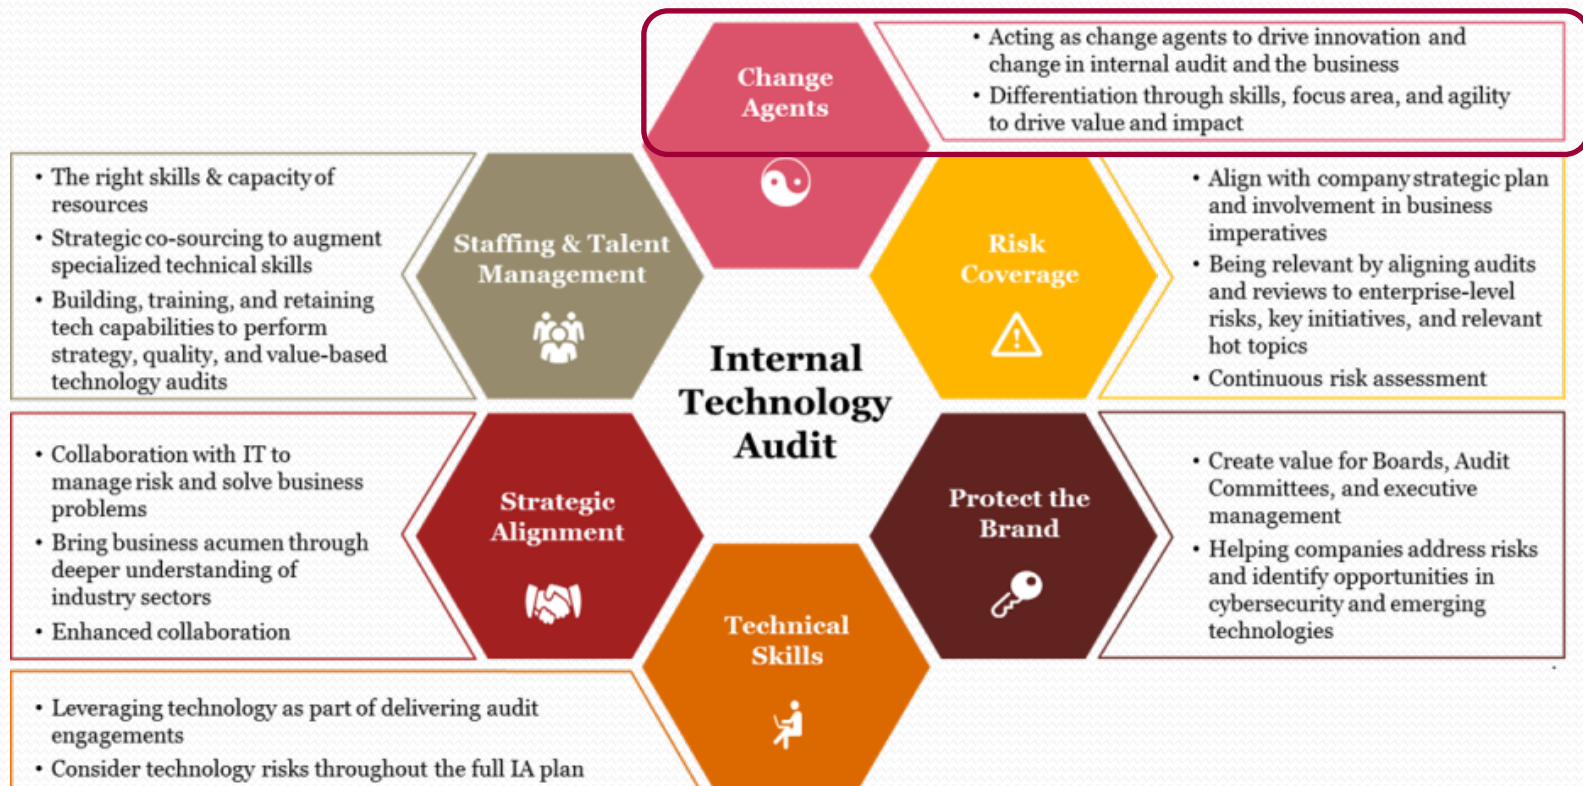 Change
Agents
• Acting as change agents to drive innovation and
change in internal audit and the business
• Differentiation through skills, focus area, and agility
to drive value and impact
• The right skills & capacity of
resources
• Strategic co-sourcing to augment
specialized technical skills
• Building, training, and retaining
tech capabilities to perform
strategy, quality, and value-based
technology audits
Staffing & Talent
Management
Risk
Coverage
• Align with company strategic plan
and involvement in business
imperatives
• Being relevant by aligning audits
and reviews to enterprise-level
risks, key initiatives, and relevant
hot topics
• Continuous risk assessment
Internal
Technology
Audit
• Collaboration with IT to
manage risk and solve business
problems
• Bring business acumen through
deeper understanding of
industry sectors
• Enhanced collaboration
Strategic
Alignment
Protect the
Brand
• Create value for Boards, Audit
Committees, and executive
management
• Helping companies address risks
and identify opportunities in
cybersecurity and emerging
technologies
Technical
Skills
• Leveraging technology as part of delivering audit
engagements
• Consider technology risks throughout the full IA plan